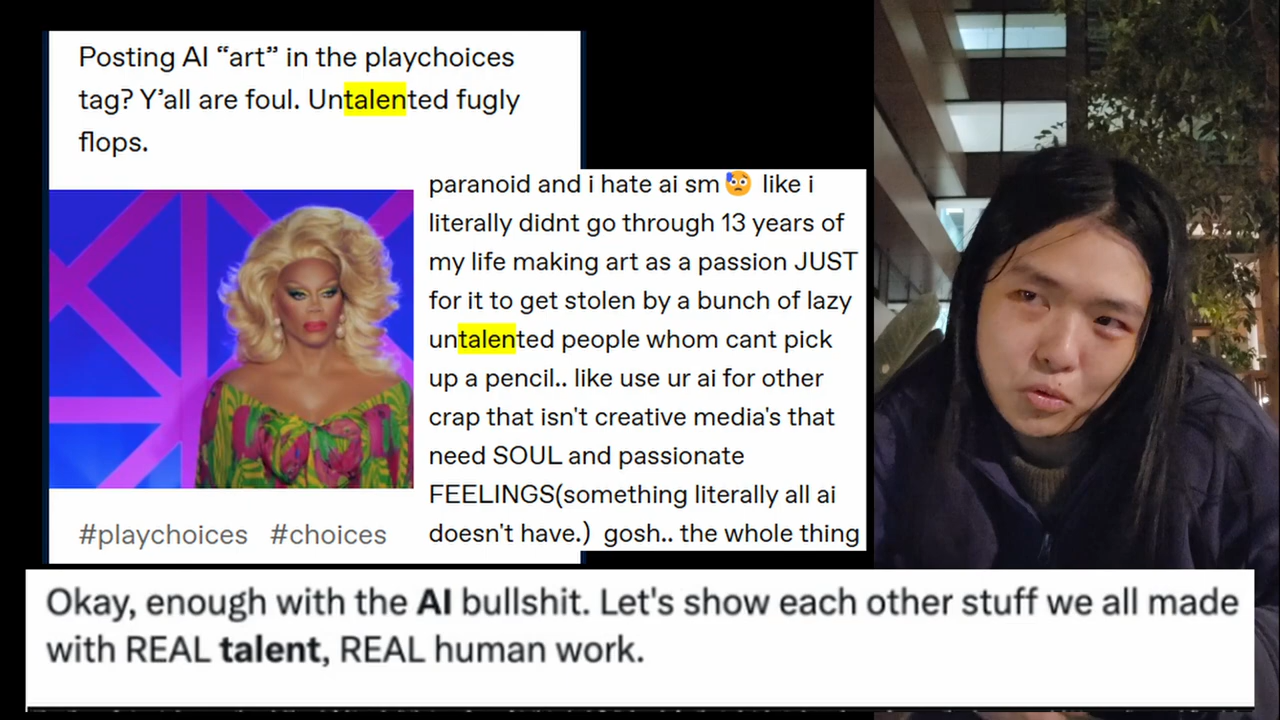 Posting AI “art” in the playchoices
tag? Y’all are foul. Untalented fugly
flops.
#playchoices #choices
paranoid and i hate ai sm 😓 like i
literally didnt go through 13 years of
my life making art as a passion JUST
for it to get stolen by a bunch of lazy
untalented people whom cant pick
up a pencil.. like use ur ai for other
crap that isn't creative media's that
need SOUL and passionate
FEELINGS(something literally all ai
doesn't have.) gosh.. the whole thing
Okay, enough with the AI bullshit. Let's show each other stuff we all made
with REAL talent, REAL human work.